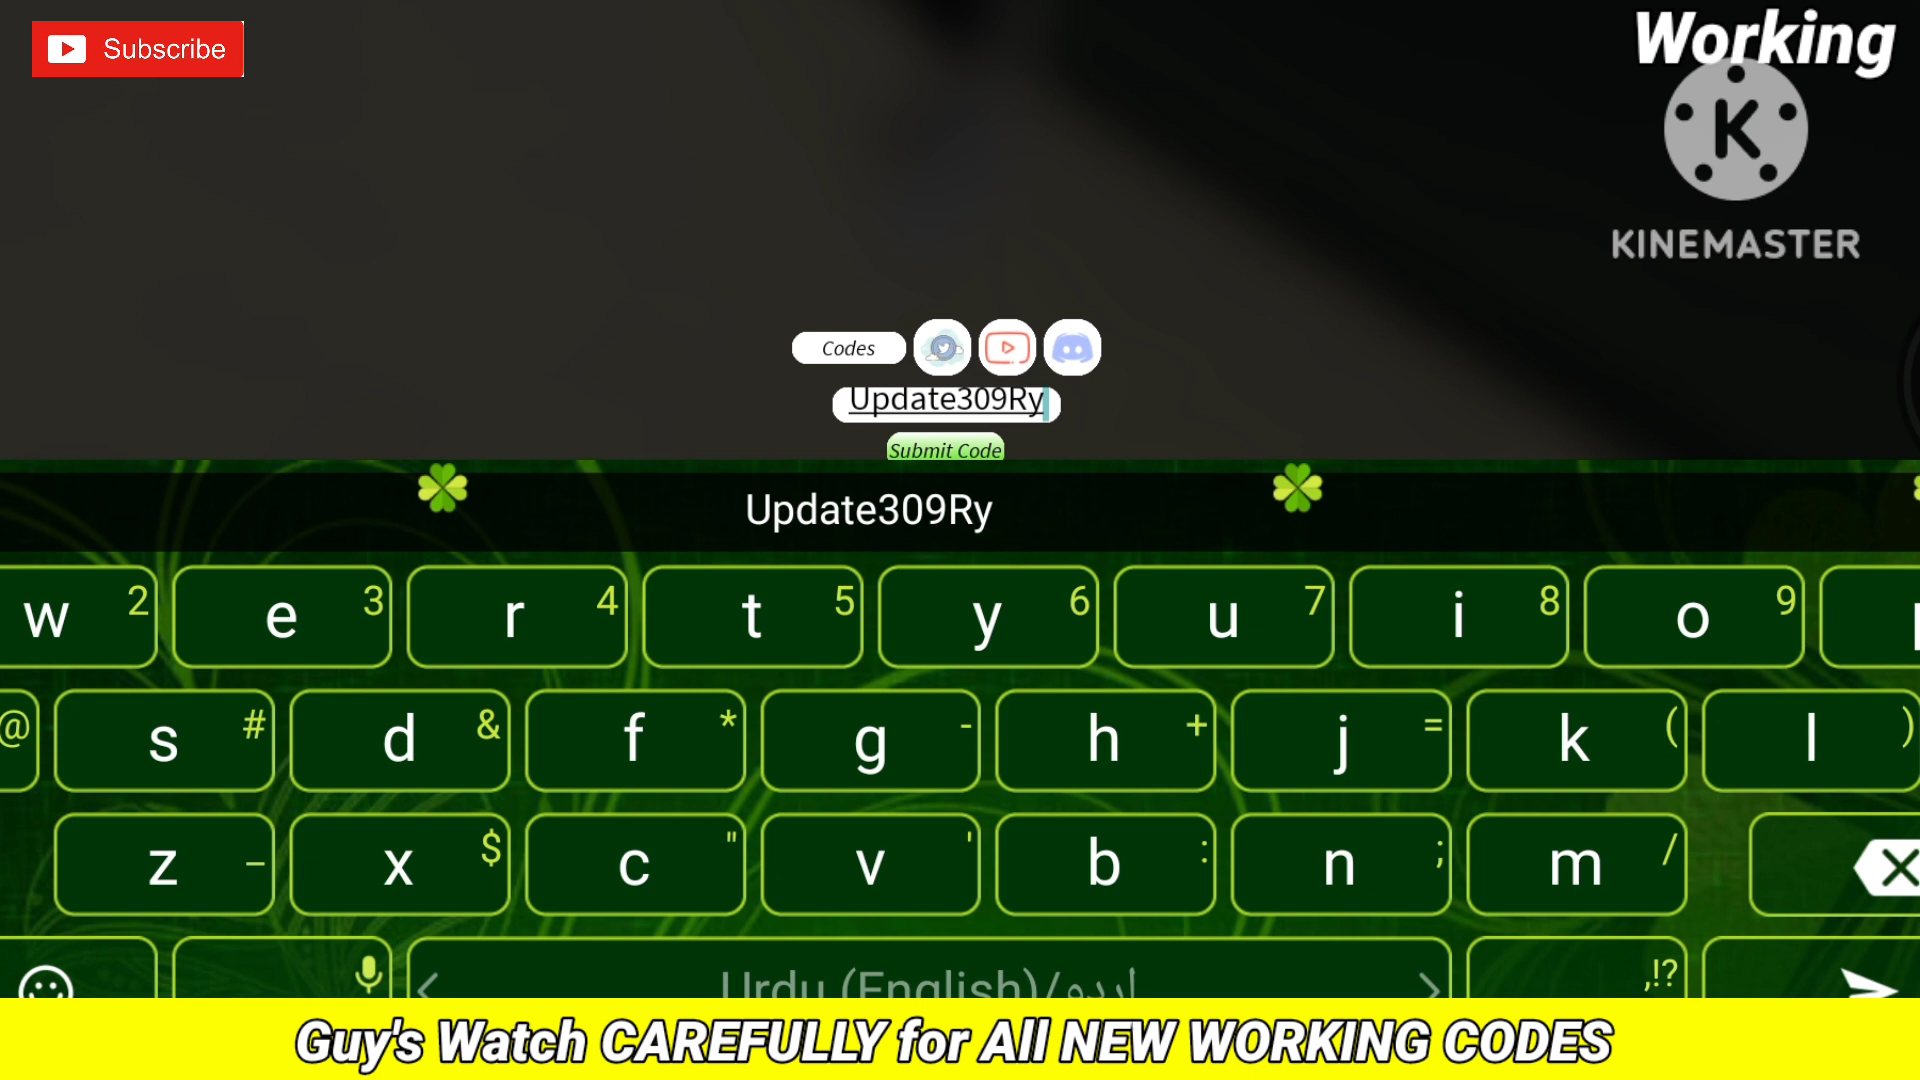 Subscribe
Working
K
KINEMASTER
Codes
Update309Ry
Submit Code
Update309Ry
w 2 e 3 r 4 t 5 y 6 u 7 i 8 o 9
@ s # d & f * g - h + j = k ( l )
z _ x $ c " v ' b : n ; m /
< Urdu (English)/اردو > ,!?
Guy's Watch CAREFULLY for All NEW WORKING CODES